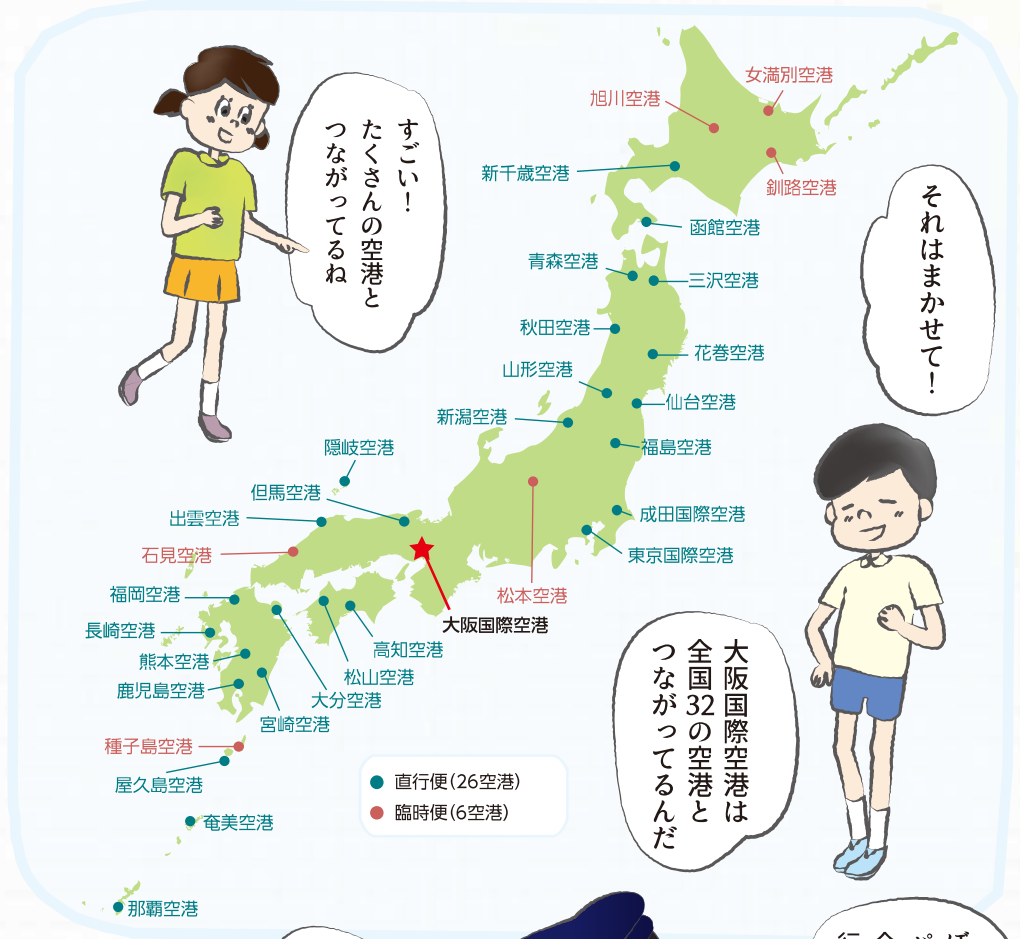 すごい！
たくさんの空港と
つながってるね
それはまかせて！
女満別空港
旭川空港
新千歳空港
釧路空港
函館空港
青森空港
三沢空港
秋田空港
花巻空港
山形空港
仙台空港
新潟空港
福島空港
隠岐空港
但馬空港
出雲空港
成田国際空港
石見空港
東京国際空港
福岡空港
松本空港
大阪国際空港
長崎空港
高知空港
熊本空港
松山空港
鹿児島空港
大分空港
宮崎空港
種子島空港
屋久島空港
奄美空港
那覇空港
大阪国際空港は
全国32の空港と
つながってるんだ
直行便（26空港）
臨時便（6空港）